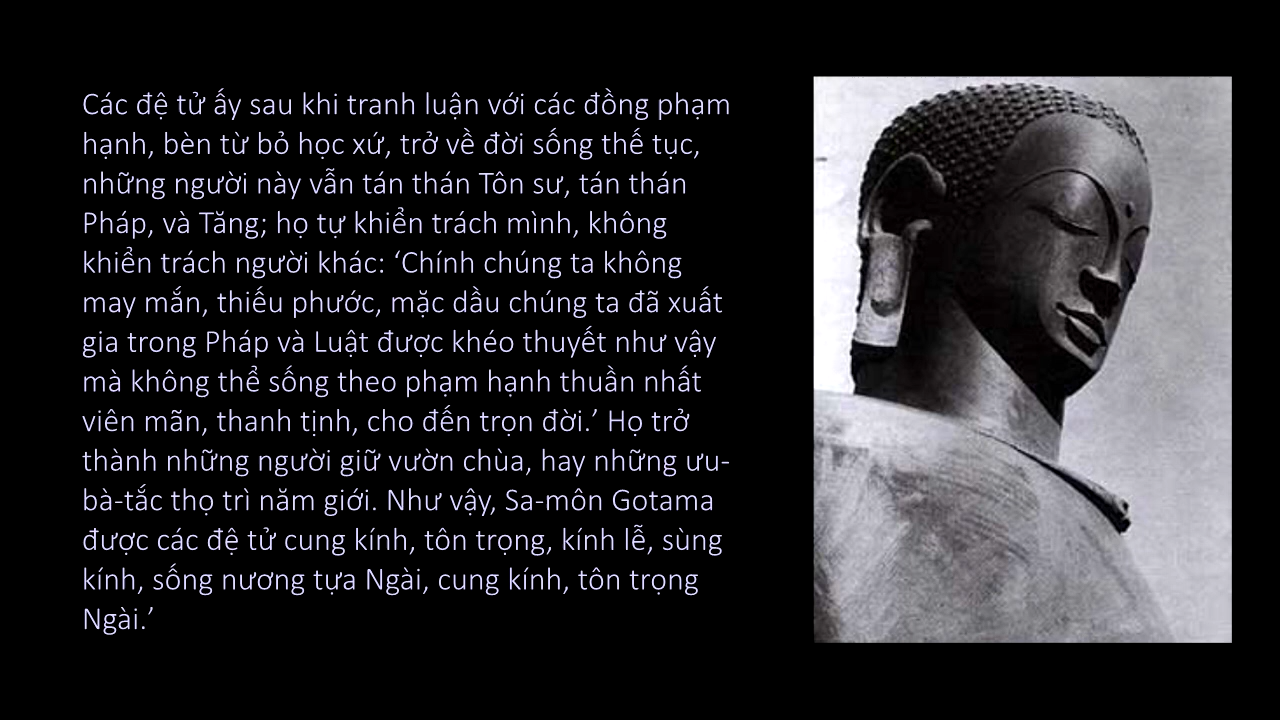 Các đệ tử ấy sau khi tranh luận với các đồng phạm
hạnh, bèn từ bỏ học xứ, trở về đời sống thế tục,
những người này vẫn tán thán Tôn sư, tán thán
Pháp, và Tăng; họ tự khiển trách mình, không
khiển trách người khác: ‘Chính chúng ta không
may mắn, thiếu phước, mặc dầu chúng ta đã xuất
gia trong Pháp và Luật được khéo thuyết như vậy
mà không thể sống theo phạm hạnh thuần nhất
viên mãn, thanh tịnh, cho đến trọn đời.’ Họ trở
thành những người giữ vườn chùa, hay những ưu-
bà-tắc thọ trì năm giới. Như vậy, Sa-môn Gotama
được các đệ tử cung kính, tôn trọng, kính lễ, sùng
kính, sống nương tựa Ngài, cung kính, tôn trọng
Ngài.’